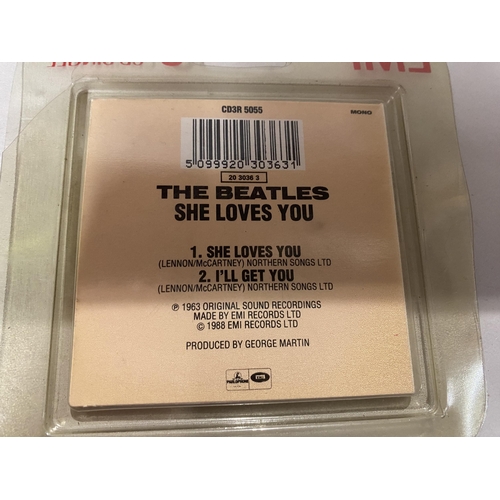 CD3R 5055
MONO
5 099920 303631
20 3036 3
THE BEATLES
SHE LOVES YOU
1. SHE LOVES YOU
(LENNON/McCARTNEY) NORTHERN SONGS LTD
2. I'LL GET YOU
(LENNON/McCARTNEY) NORTHERN SONGS LTD
℗ 1963 ORIGINAL SOUND RECORDINGS
MADE BY EMI RECORDS LTD
© 1988 EMI RECORDS LTD
PRODUCED BY GEORGE MARTIN
PARLOPHONE
EMI